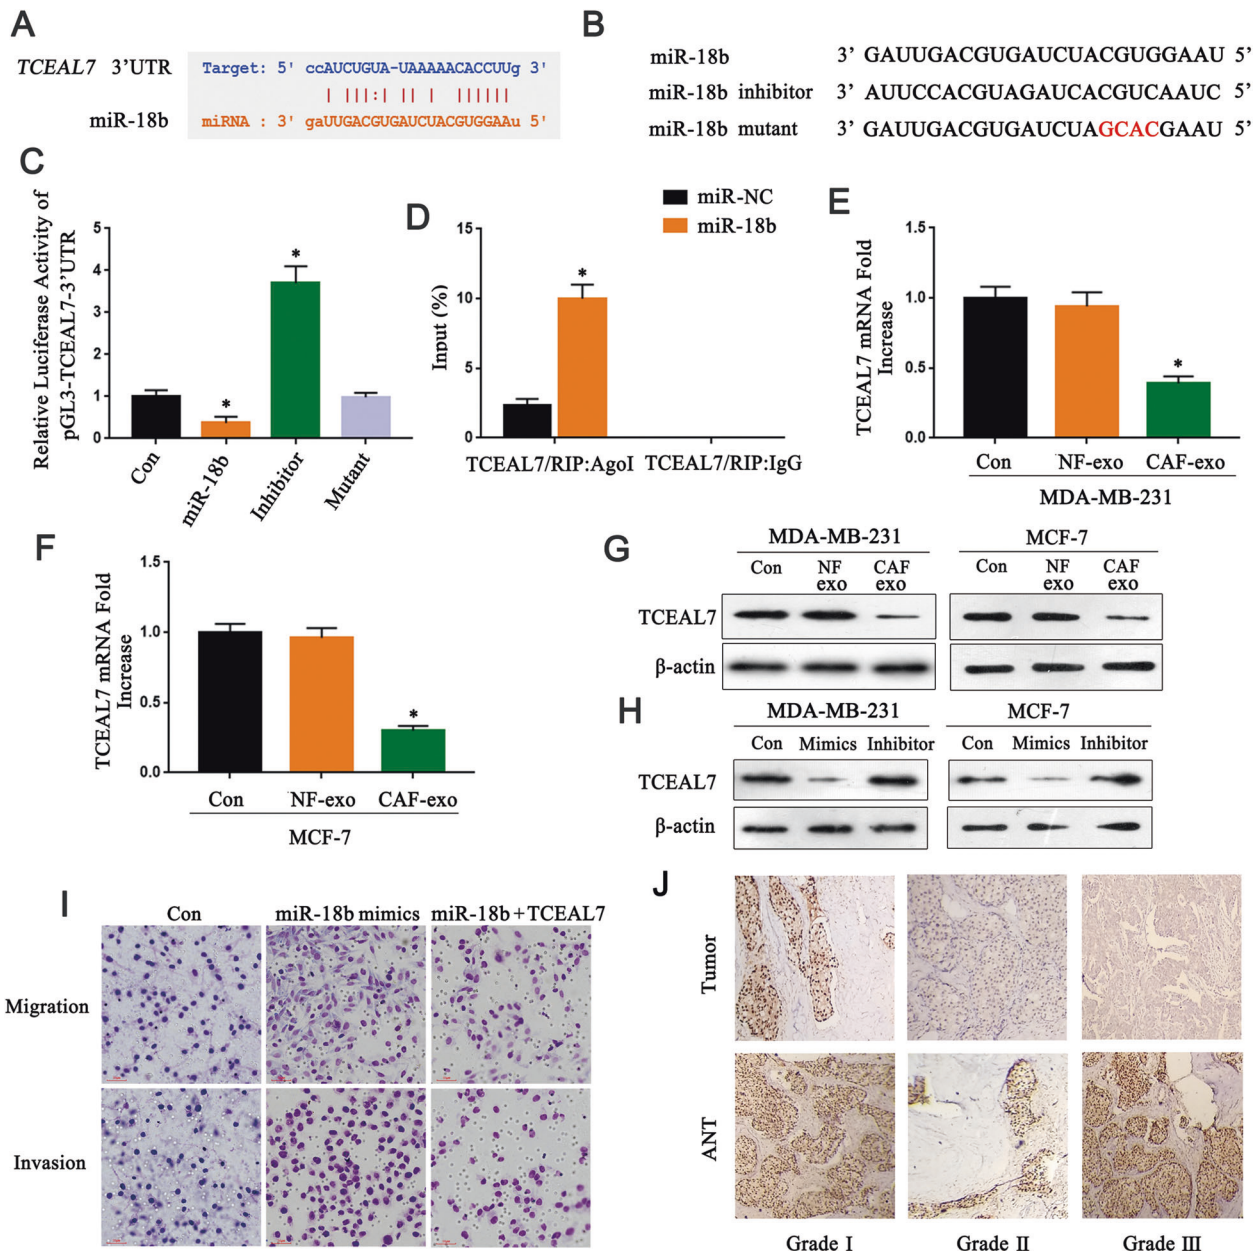 A
TCEAL7 3'UTR
Target: 5' ccAUCUGUA-UAAAAACACCUUg 3'
miR-18b
miRNA : 3' gaUUGACGUGAUCUACGUGGAAu 5'
B
miR-18b 3' GAUUGACGUGAUCUACGUGGAAU 5'
miR-18b inhibitor 3' AUUCCACGUAGAUCACGUCAAUC 5'
miR-18b mutant 3' GAUUGACGUGAUCUAGCACGAAU 5'
C
Relative Luciferase Activity of
pGL3-TCEAL7-3'UTR
5
4
3
2
1
0
*
*
Con
miR-18b
Inhibitor
Mutant
D
miR-NC
miR-18b
Input (%)
15
10
5
0
*
TCEAL7/RIP:AgoI
TCEAL7/RIP:IgG
E
TCEAL7 mRNA Fold
Increase
1.5
1.0
0.5
0.0
*
Con NF-exo CAF-exo
MDA-MB-231
F
TCEAL7 mRNA Fold
Increase
1.5
1.0
0.5
0.0
*
Con NF-exo CAF-exo
MCF-7
G
MDA-MB-231
Con NF CAF
exo exo
MCF-7
Con NF CAF
exo exo
TCEAL7
β-actin
H
MDA-MB-231
Con Mimics Inhibitor
MCF-7
Con Mimics Inhibitor
TCEAL7
β-actin
I
Con miR-18b mimics miR-18b+TCEAL7
Migration
Invasion
J
Tumor
ANT
Grade I Grade II Grade III